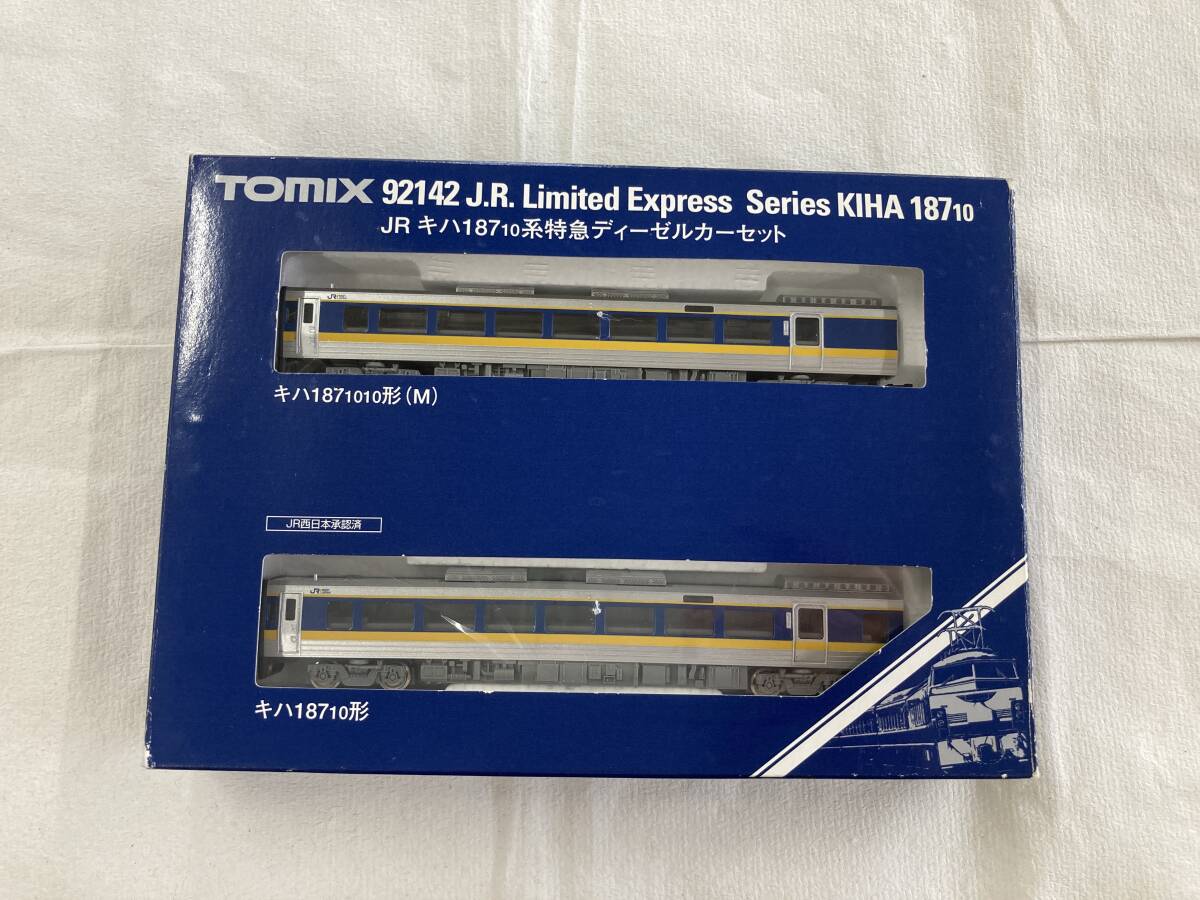 TOMIX 92142 J.R. Limited Express Series KIHA 18710
JR キハ18710系特急ディーゼルカーセット
JR
キハ1871010形(M)
JR西日本承認済
JR
キハ18710形